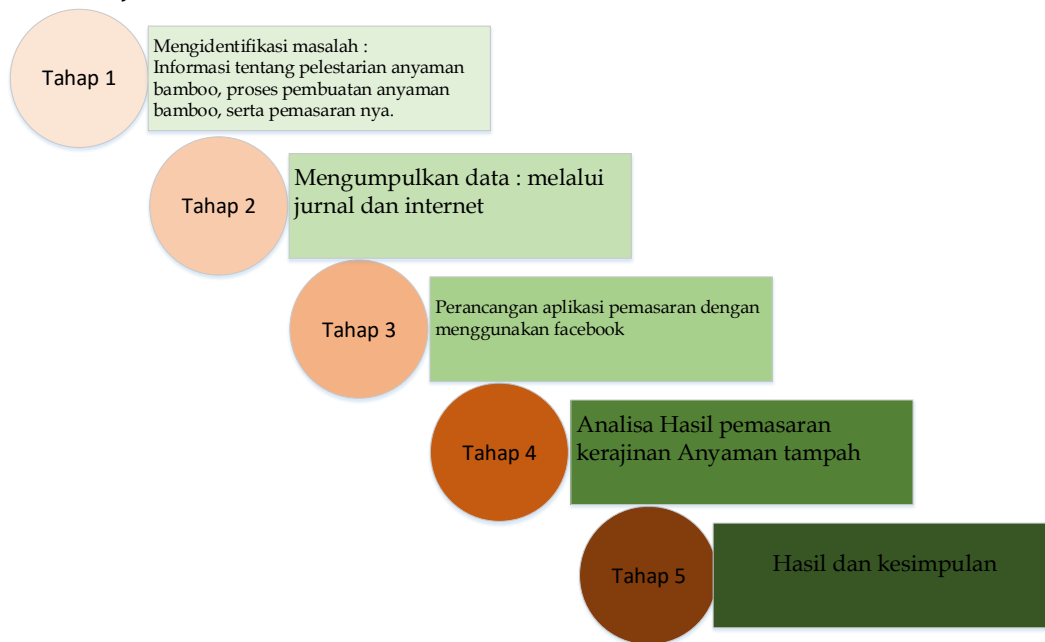 Tahap 1
Mengidentifikasi masalah :
Informasi tentang pelestarian anyaman
bamboo, proses pembuatan anyaman
bamboo, serta pemasaran nya.
Tahap 2
Mengumpulkan data : melalui
jurnal dan internet
Tahap 3
Perancangan aplikasi pemasaran dengan
menggunakan facebook
Tahap 4
Analisa Hasil pemasaran
kerajinan Anyaman tampah
Tahap 5
Hasil dan kesimpulan